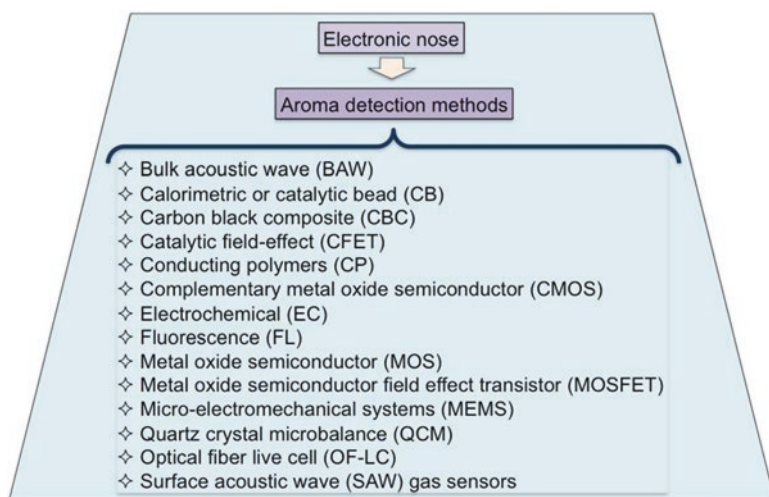 Electronic nose
Aroma detection methods
✧ Bulk acoustic wave (BAW)
✧ Calorimetric or catalytic bead (CB)
✧ Carbon black composite (CBC)
✧ Catalytic field-effect (CFET)
✧ Conducting polymers (CP)
✧ Complementary metal oxide semiconductor (CMOS)
✧ Electrochemical (EC)
✧ Fluorescence (FL)
✧ Metal oxide semiconductor (MOS)
✧ Metal oxide semiconductor field effect transistor (MOSFET)
✧ Micro-electromechanical systems (MEMS)
✧ Quartz crystal microbalance (QCM)
✧ Optical fiber live cell (OF-LC)
✧ Surface acoustic wave (SAW) gas sensors